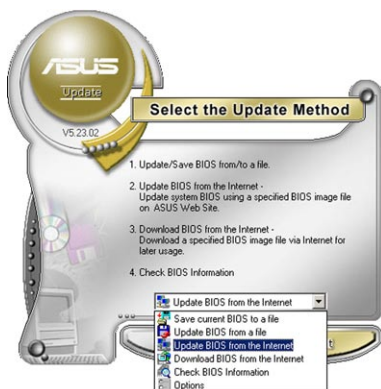 ASUS
Update
V5.23.02
Select the Update Method
1. Update/Save BIOS from/to a file.
2. Update BIOS from the Internet -
Update system BIOS using a specified BIOS image file
on ASUS Web Site.
3. Download BIOS from the Internet -
Download a specified BIOS image file via Internet for
later usage.
4. Check BIOS Information
Update BIOS from the Internet
Save current BIOS to a file
Update BIOS from a file
Update BIOS from the Internet
Download BIOS from the Internet
Check BIOS Information
Options